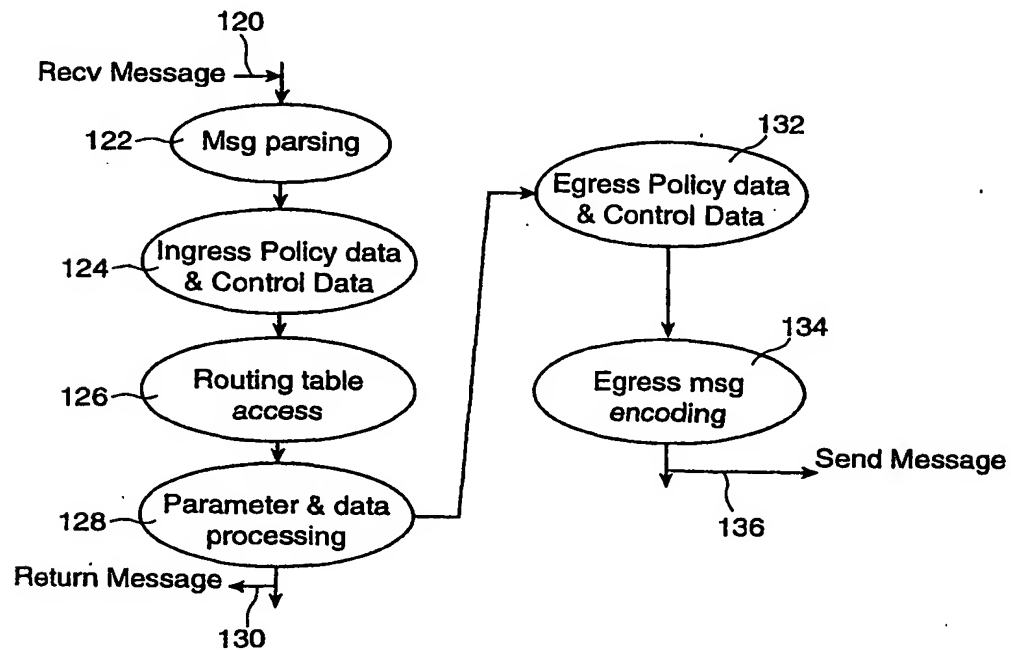 120
Recv Message
122
Msg parsing
124
Ingress Policy data
& Control Data
126
Routing table
access
128
Parameter & data
processing
Return Message
130
132
Egress Policy data
& Control Data
134
Egress msg
encoding
Send Message
136